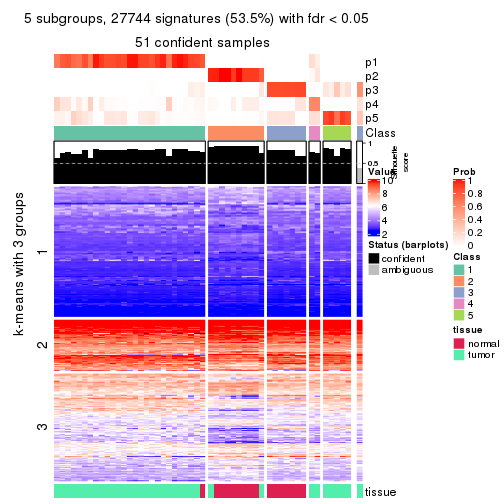 5 subgroups, 27744 signatures (53.5%) with fdr < 0.05
51 confident samples
p1
p2
p3
p4
p5
Class
1
0.5
Silhouette
score
k-means with 3 groups
1
2
3
tissue
Value
10
8
6
4
2
Status (barplots)
confident
ambiguous
Prob
1
0.8
0.6
0.4
0.2
0
Class
1
2
3
4
5
tissue
normal
tumor